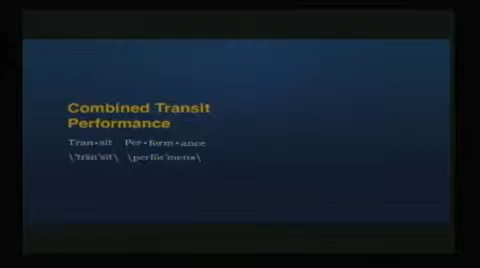 Combined Transit
Performance
Tran•sit Per•form•ance